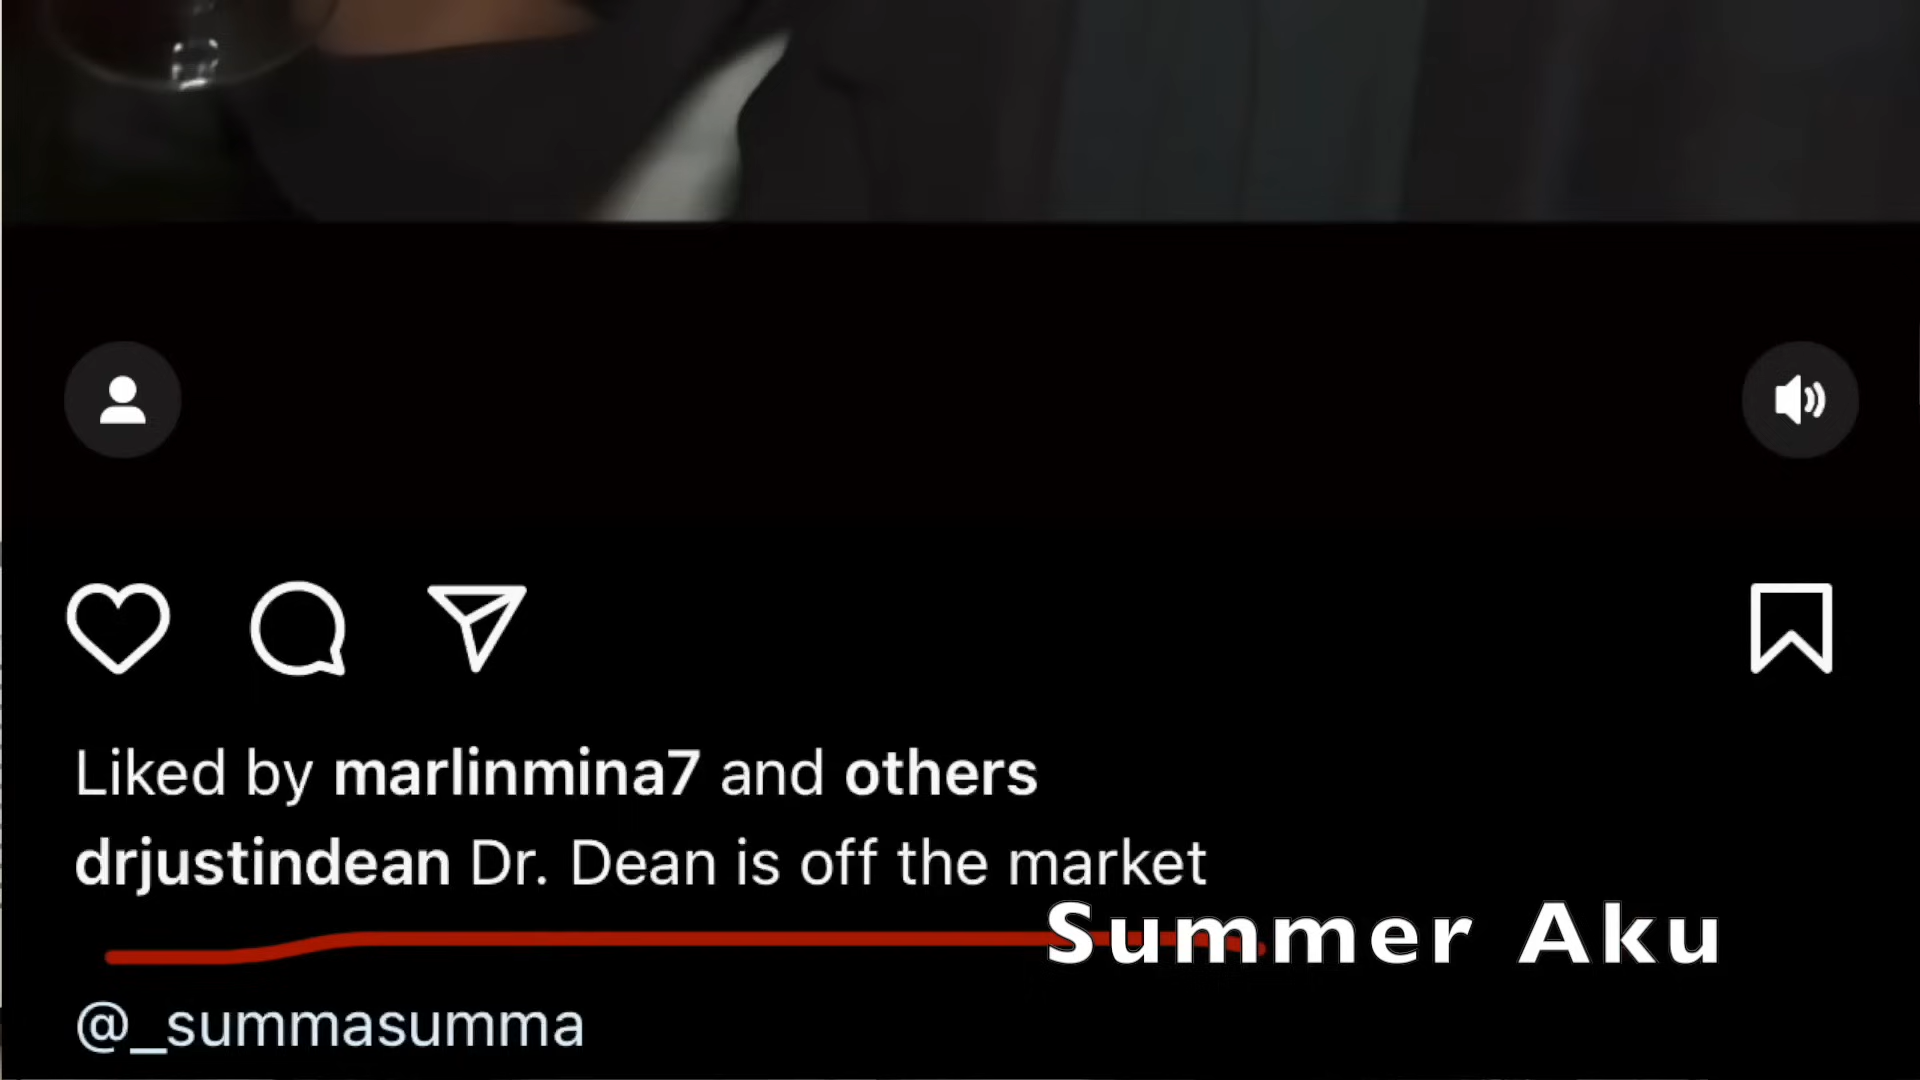 Liked by marlinmina7 and others
drjustindean Dr. Dean is off the market
Summer Aku
@_summasumma